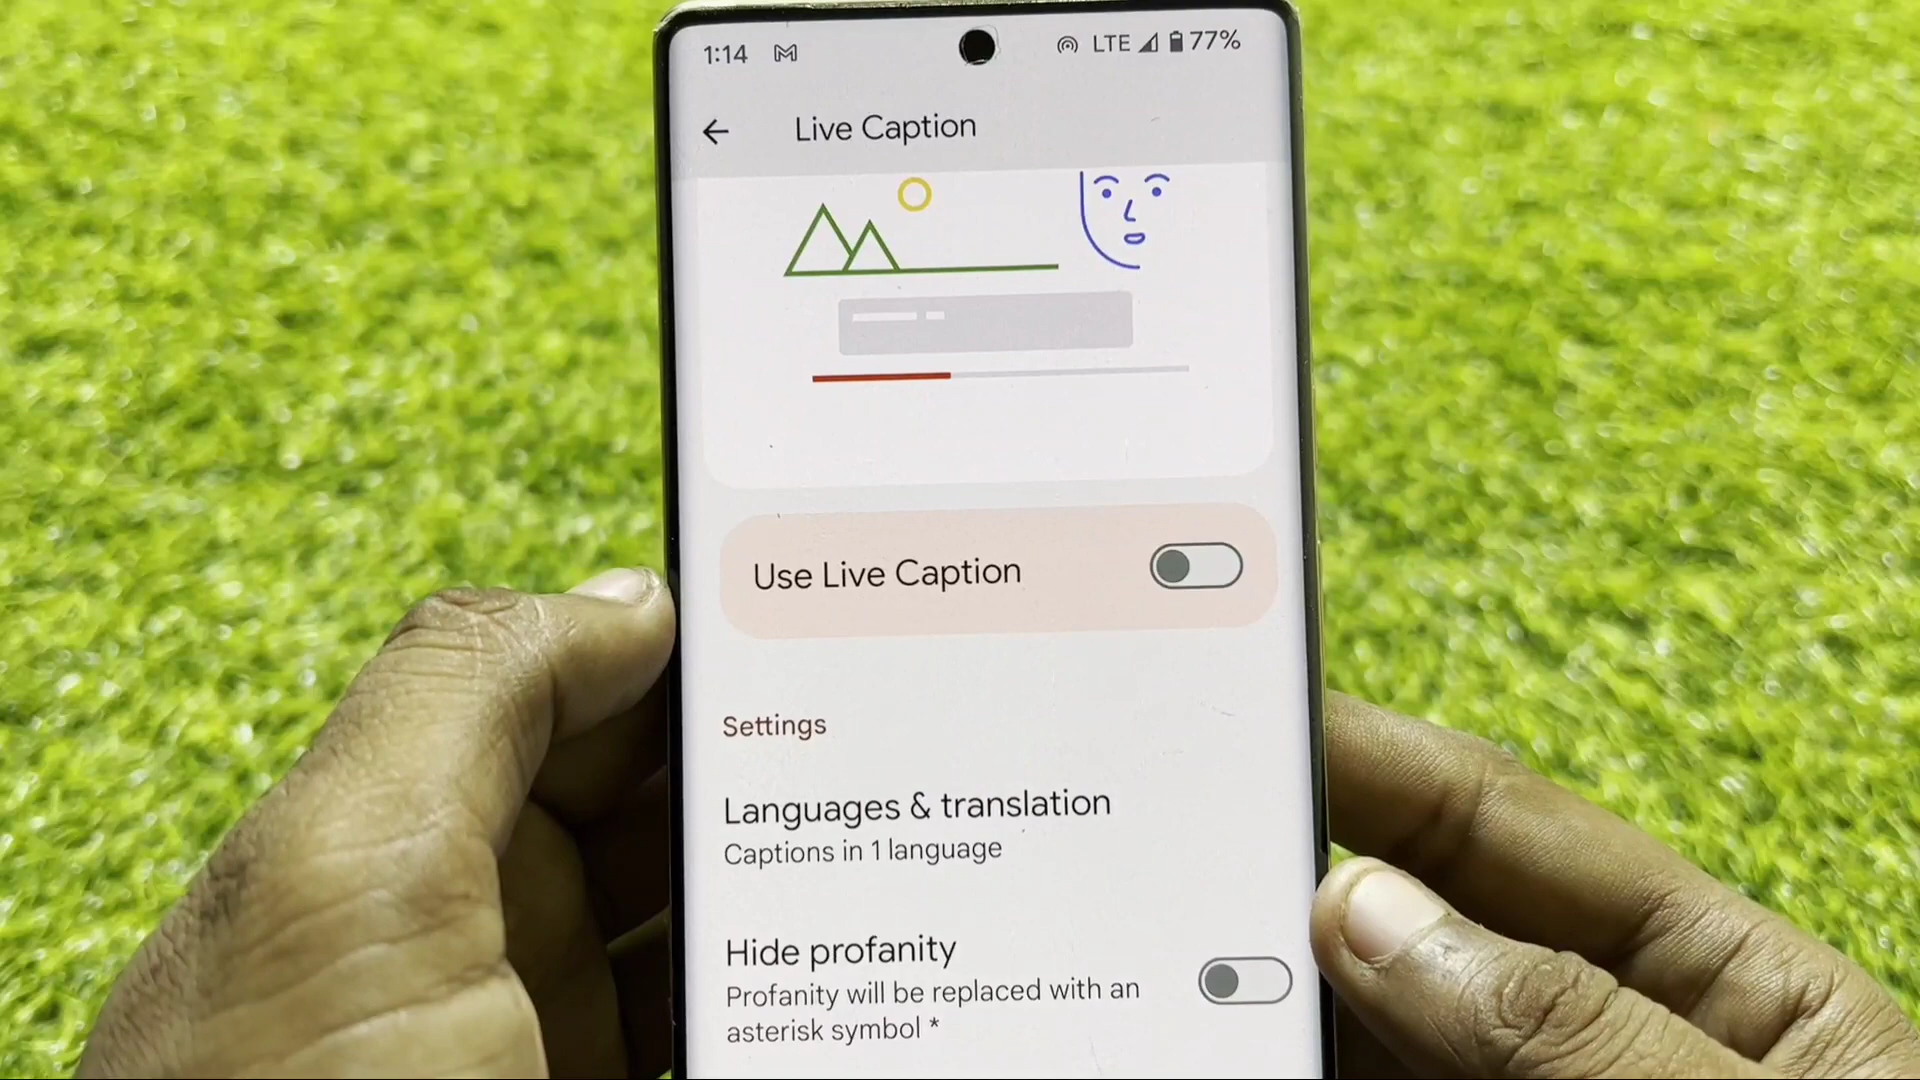 1:14 LTE 77%
Live Caption
Use Live Caption
Settings
Languages & translation
Captions in 1 language
Hide profanity
Profanity will be replaced with an
asterisk symbol *